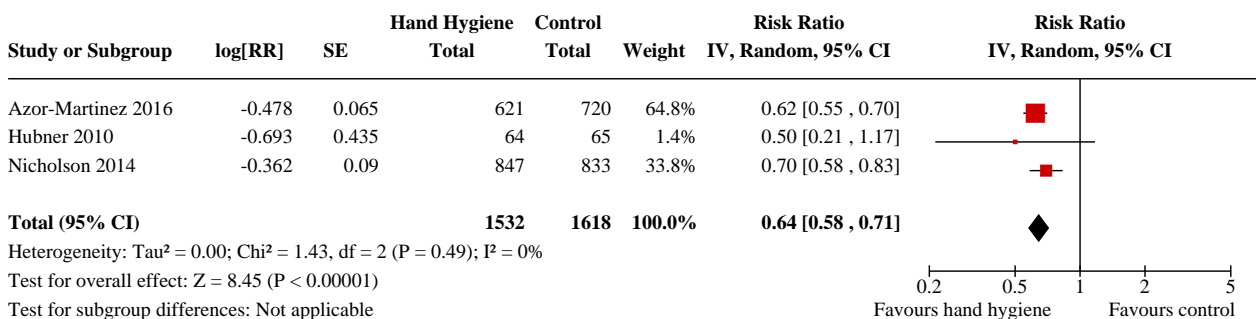 Hand Hygiene Control Risk Ratio Risk Ratio
Study or Subgroup log[RR] SE Total Total Weight IV, Random, 95% CI IV, Random, 95% CI
Azor-Martinez 2016 -0.478 0.065 621 720 64.8% 0.62 [0.55 , 0.70]
Hubner 2010 -0.693 0.435 64 65 1.4% 0.50 [0.21 , 1.17]
Nicholson 2014 -0.362 0.09 847 833 33.8% 0.70 [0.58 , 0.83]
Total (95% CI) 1532 1618 100.0% 0.64 [0.58 , 0.71]
Heterogeneity: Tau² = 0.00; Chi² = 1.43, df = 2 (P = 0.49); I² = 0%
Test for overall effect: Z = 8.45 (P < 0.00001)
0.2 0.5 1 2 5
Test for subgroup differences: Not applicable Favours hand hygiene Favours control